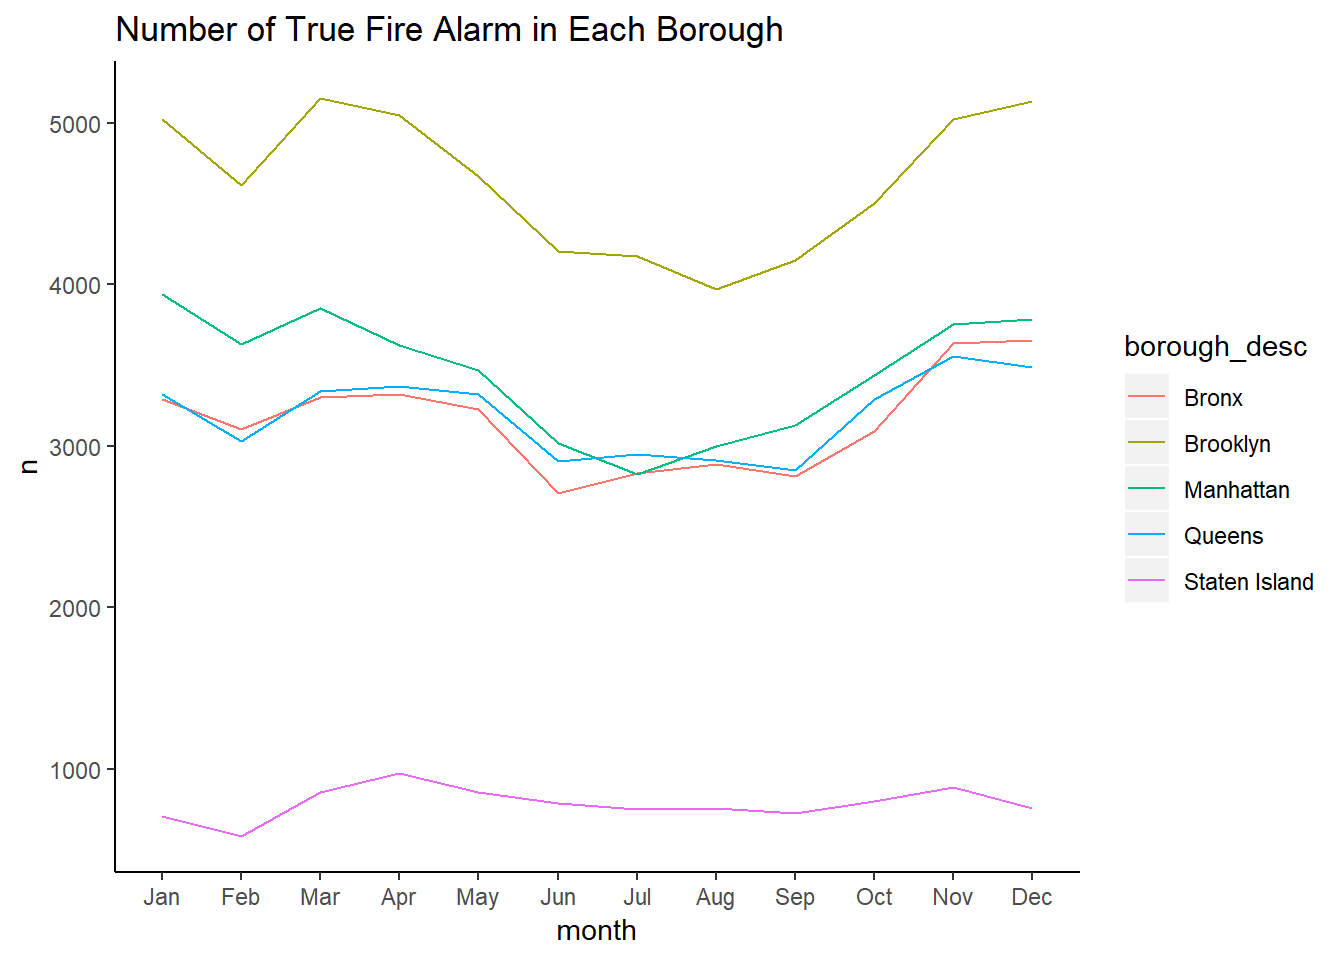 Number of True Fire Alarm in Each Borough
5000
4000
3000
2000
1000
n
Jan Feb Mar Apr May Jun Jul Aug Sep Oct Nov Dec
month
borough_desc
Bronx
Brooklyn
Manhattan
Queens
Staten Island